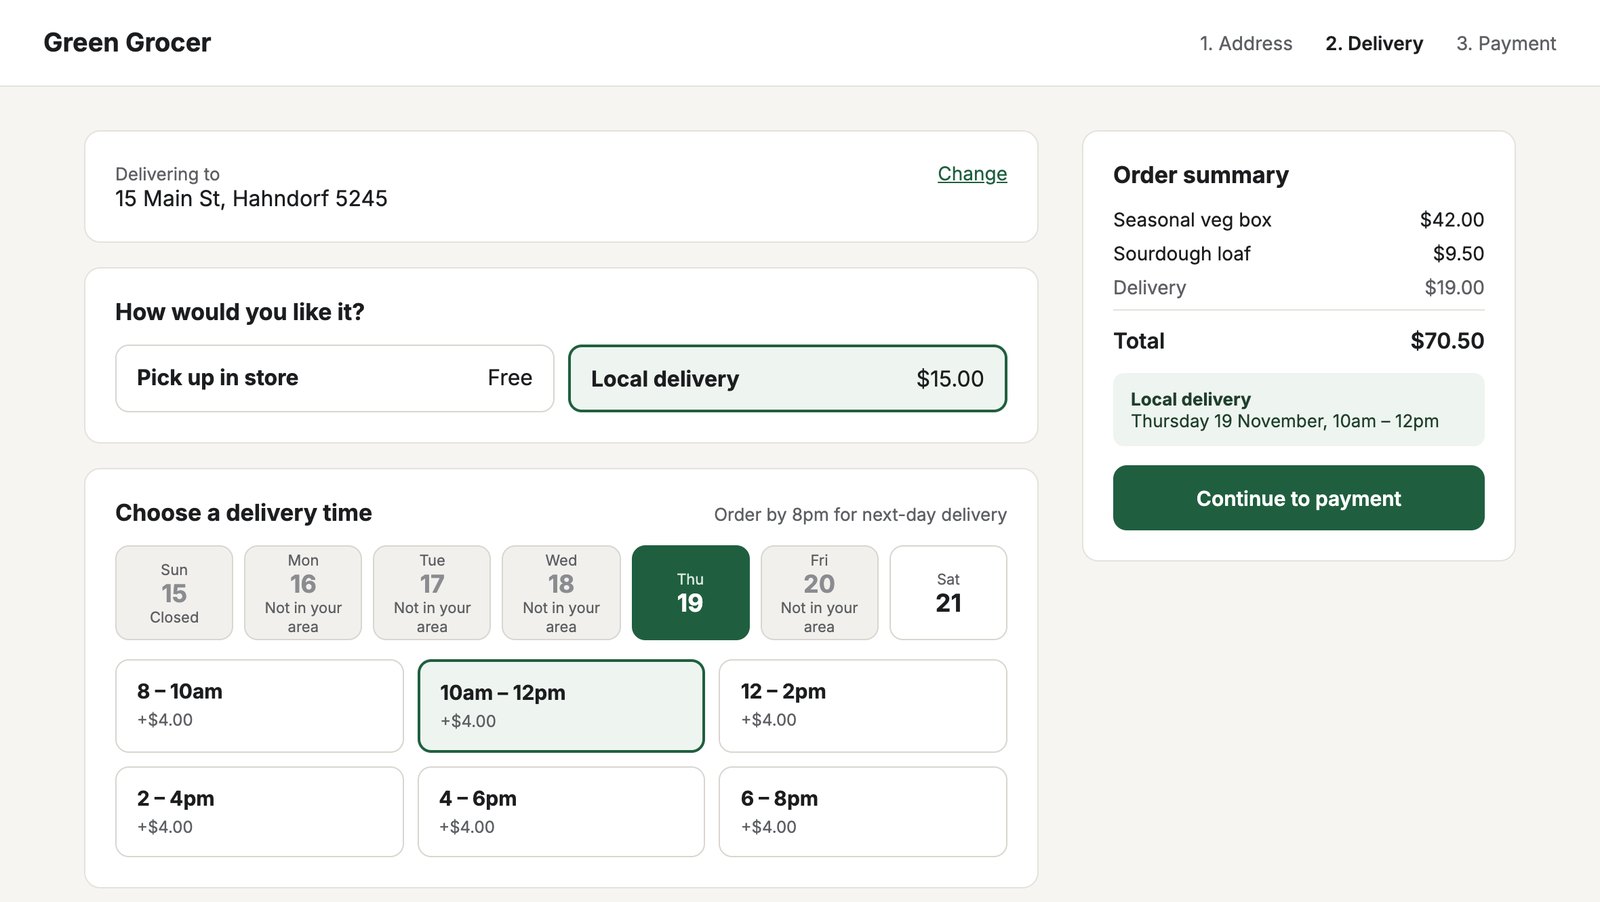 Green Grocer
1. Address
2. Delivery
3. Payment
Delivering to
Change
15 Main St, Hahndorf 5245
How would you like it?
Pick up in store
Free
Local delivery
$15.00
Choose a delivery time
Order by 8pm for next-day delivery
Sun
15
Closed
Mon
16
Not in your
area
Tue
17
Not in your
area
Wed
18
Not in your
area
Thu
19
Fri
20
Not in your
area
Sat
21
8 – 10am
+$4.00
10am – 12pm
+$4.00
12 – 2pm
+$4.00
2 – 4pm
+$4.00
4 – 6pm
+$4.00
6 – 8pm
+$4.00
Order summary
Seasonal veg box $42.00
Sourdough loaf $9.50
Delivery $19.00
Total $70.50
Local delivery
Thursday 19 November, 10am – 12pm
Continue to payment